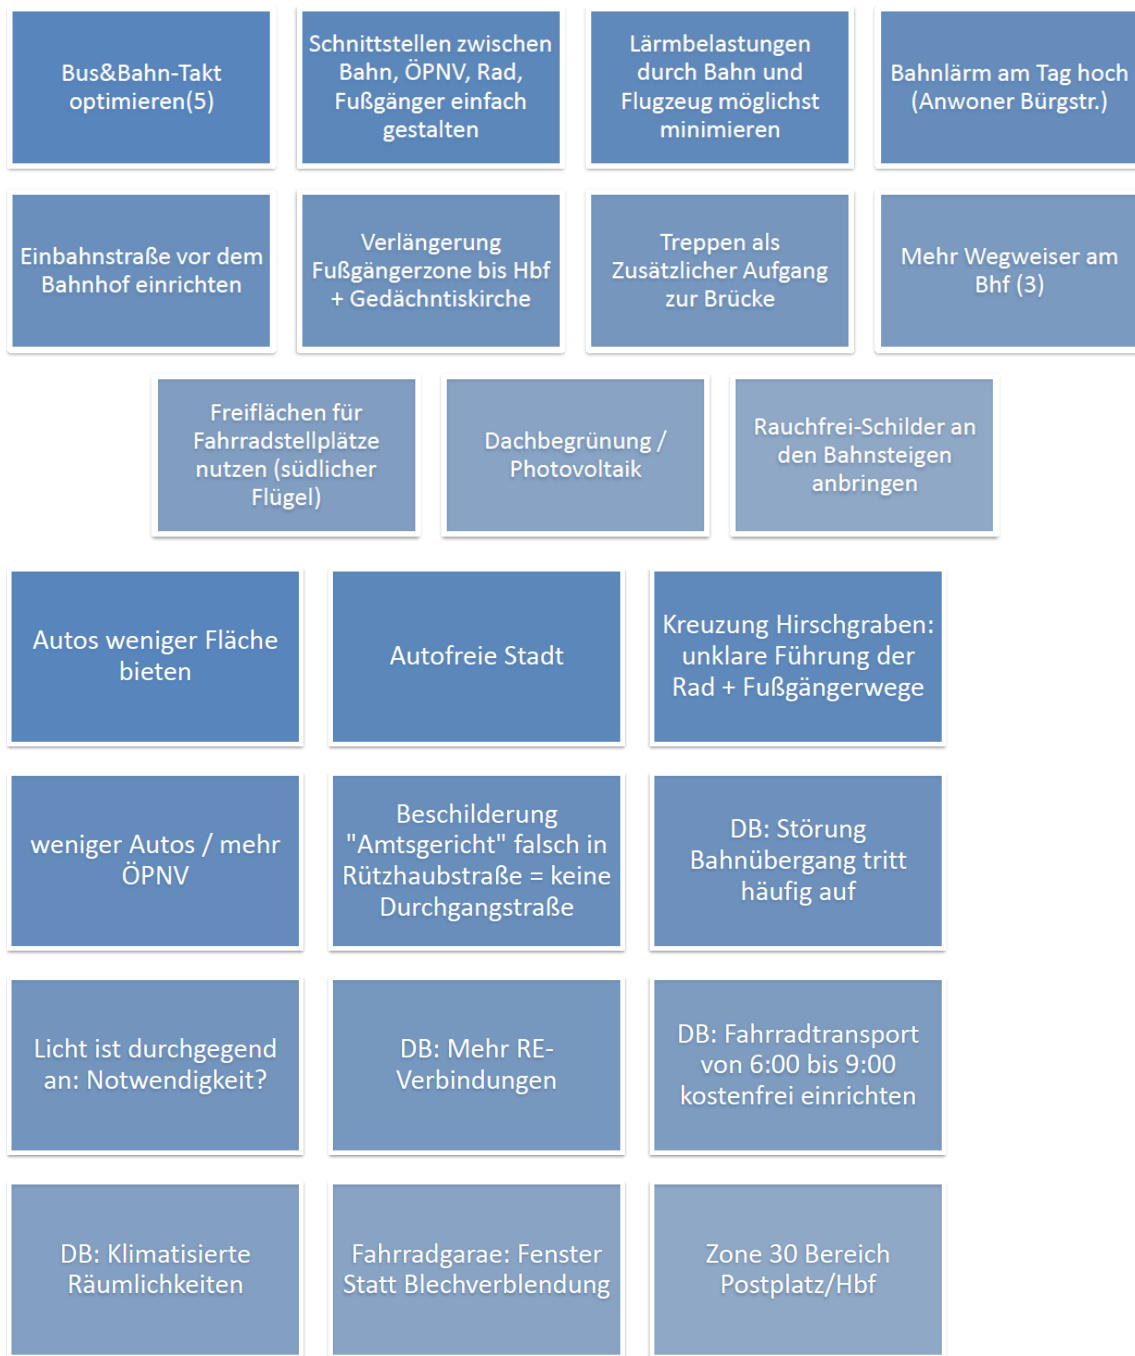 Bus&Bahn-Takt
optimieren(5)
Schnittstellen zwischen
Bahn, ÖPNV, Rad,
Fußgänger einfach
gestalten
Lärmbelastungen
durch Bahn und
Flugzeug möglichst
minimieren
Bahnlärm am Tag hoch
(Anwoner Bürgstr.)
Einbahnstraße vor dem
Bahnhof einrichten
Verlängerung
Fußgängerzone bis Hbf
+ Gedächntiskirche
Treppen als
Zusätzlicher Aufgang
zur Brücke
Mehr Wegweiser am
Bhf (3)
Freiflächen für
Fahrradstellplätze
nutzen (südlicher
Flügel)
Dachbegrünung /
Photovoltaik
Rauchfrei-Schilder an
den Bahnsteigen
anbringen
Autos weniger Fläche
bieten
Autofreie Stadt
Kreuzung Hirschgraben:
unklare Führung der
Rad + Fußgängerwege
weniger Autos / mehr
ÖPNV
Beschilderung
"Amtsgericht" falsch in
Rützhaubstraße = keine
Durchgangstraße
DB: Störung
Bahnübergang tritt
häufig auf
Licht ist durchgegend
an: Notwendigkeit?
DB: Mehr RE-
Verbindungen
DB: Fahrradtransport
von 6:00 bis 9:00
kostenfrei einrichten
DB: Klimatisierte
Räumlichkeiten
Fahrradgarae: Fenster
Statt Blechverblendung
Zone 30 Bereich
Postplatz/Hbf